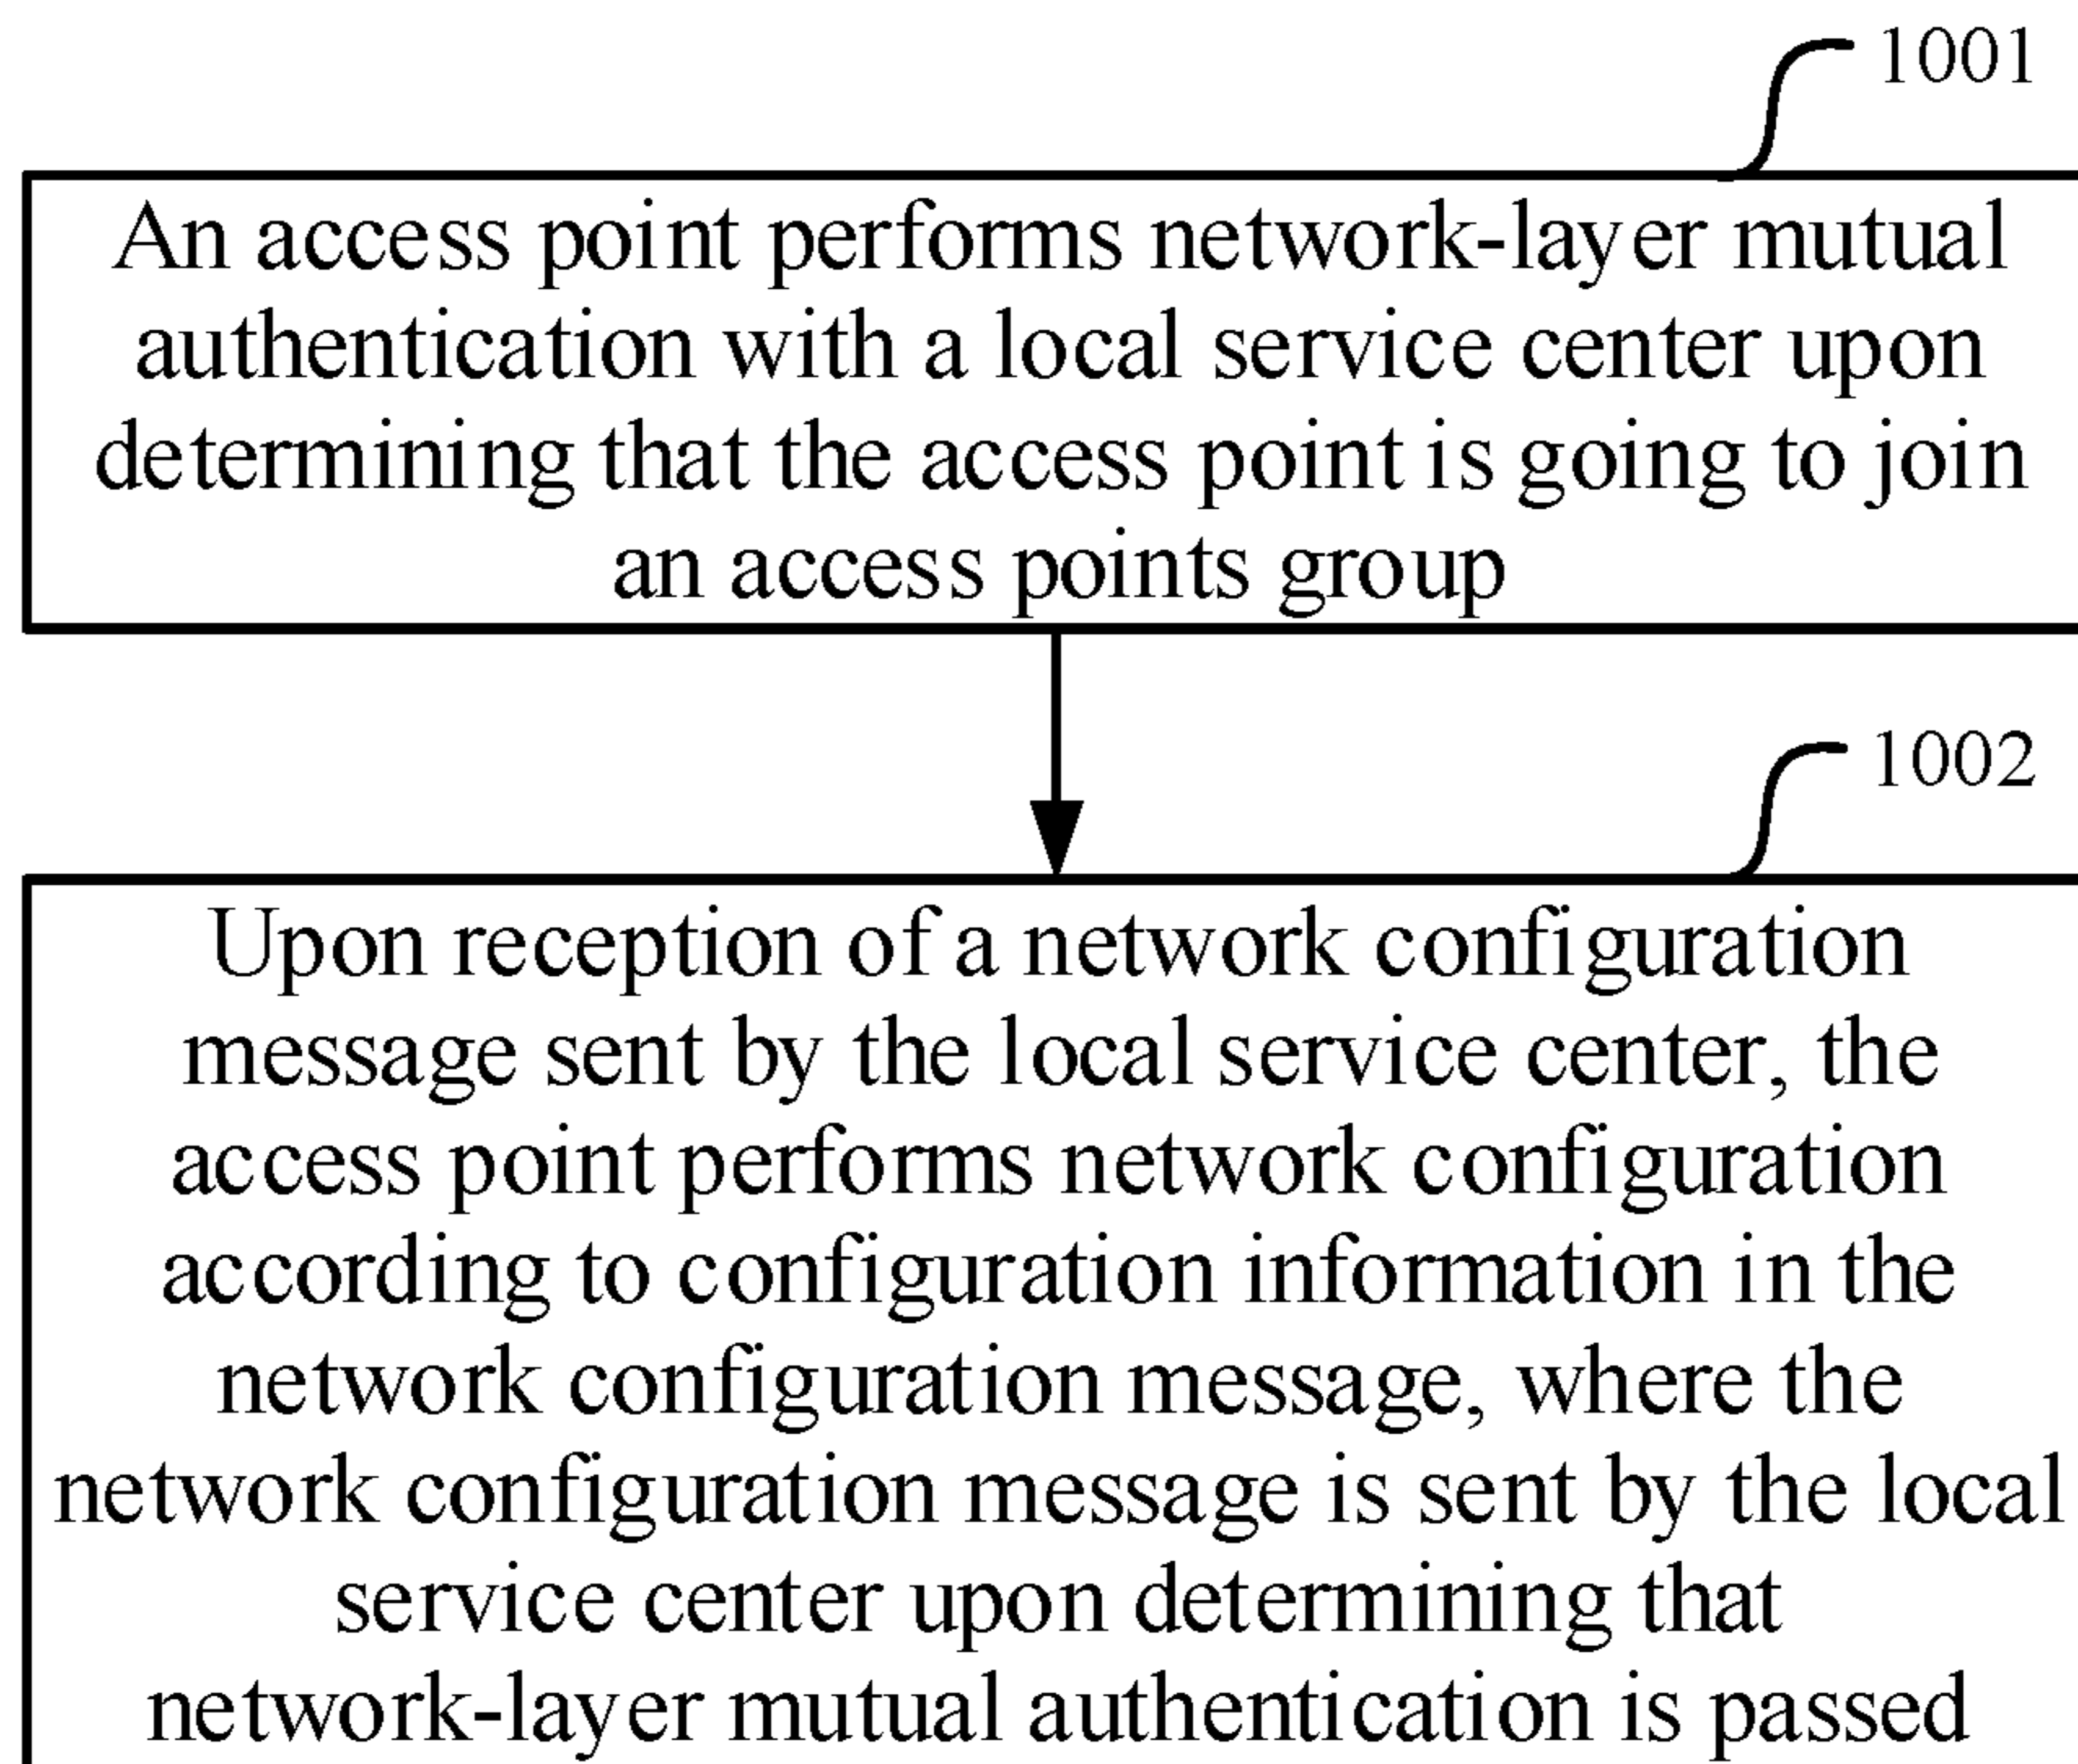 1001
An access point performs network-layer mutual
authentication with a local service center upon
determining that the access point is going to join
an access points group
1002
Upon reception of a network configuration
message sent by the local service center, the
access point performs network configuration
according to configuration information in the
network configuration message, where the
network configuration message is sent by the local
service center upon determining that
network-layer mutual authentication is passed